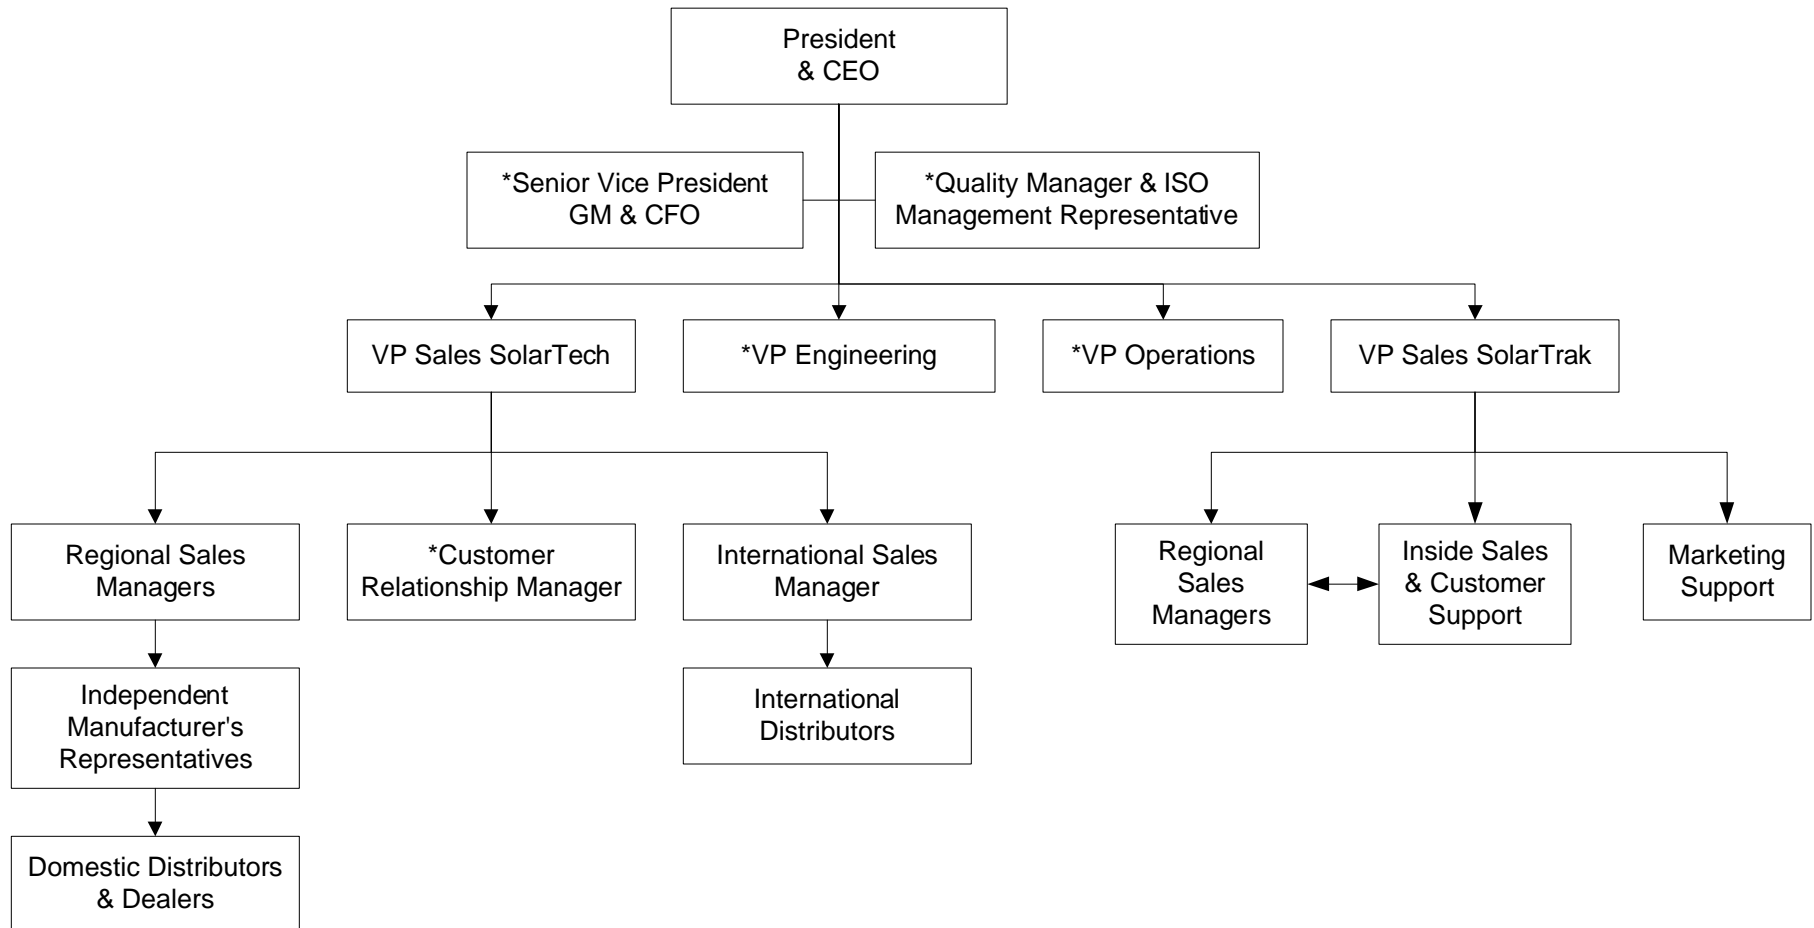 President
& CEO
*Senior Vice President
GM & CFO
*Quality Manager & ISO
Management Representative
VP Sales SolarTech
*VP Engineering
*VP Operations
VP Sales SolarTrak
Regional Sales
Managers
*Customer
Relationship Manager
International Sales
Manager
Regional
Sales
Managers
Inside Sales
& Customer
Support
Marketing
Support
Independent
Manufacturer's
Representatives
International
Distributors
Domestic Distributors
& Dealers